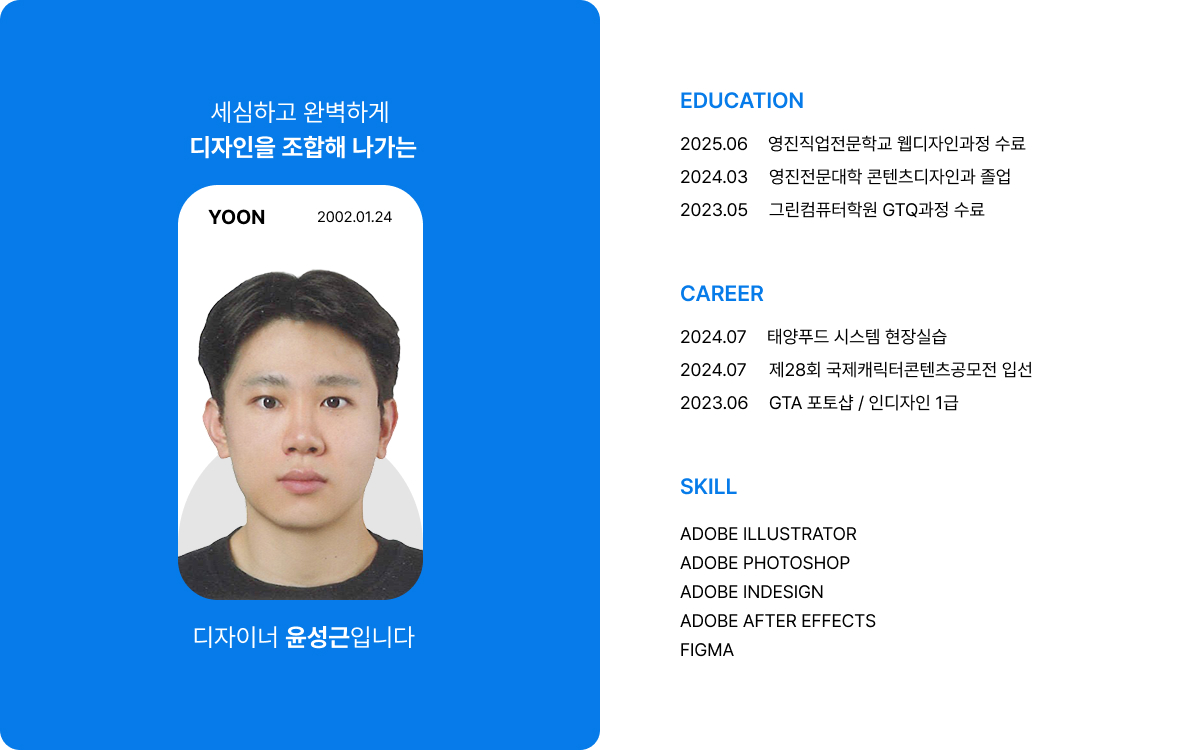 세심하고 완벽하게
디자인을 조합해 나가는
YOON 2002.01.24
디자이너 윤성근입니다
EDUCATION
2025.06 영진직업전문학교 웹디자인과정 수료
2024.03 영진전문대학 콘텐츠디자인과 졸업
2023.05 그린컴퓨터학원 GTQ과정 수료
CAREER
2024.07 태양푸드 시스템 현장실습
2024.07 제28회 국제캐릭터콘텐츠공모전 입선
2023.06 GTA 포토샵 / 인디자인 1급
SKILL
ADOBE ILLUSTRATOR
ADOBE PHOTOSHOP
ADOBE INDESIGN
ADOBE AFTER EFFECTS
FIGMA